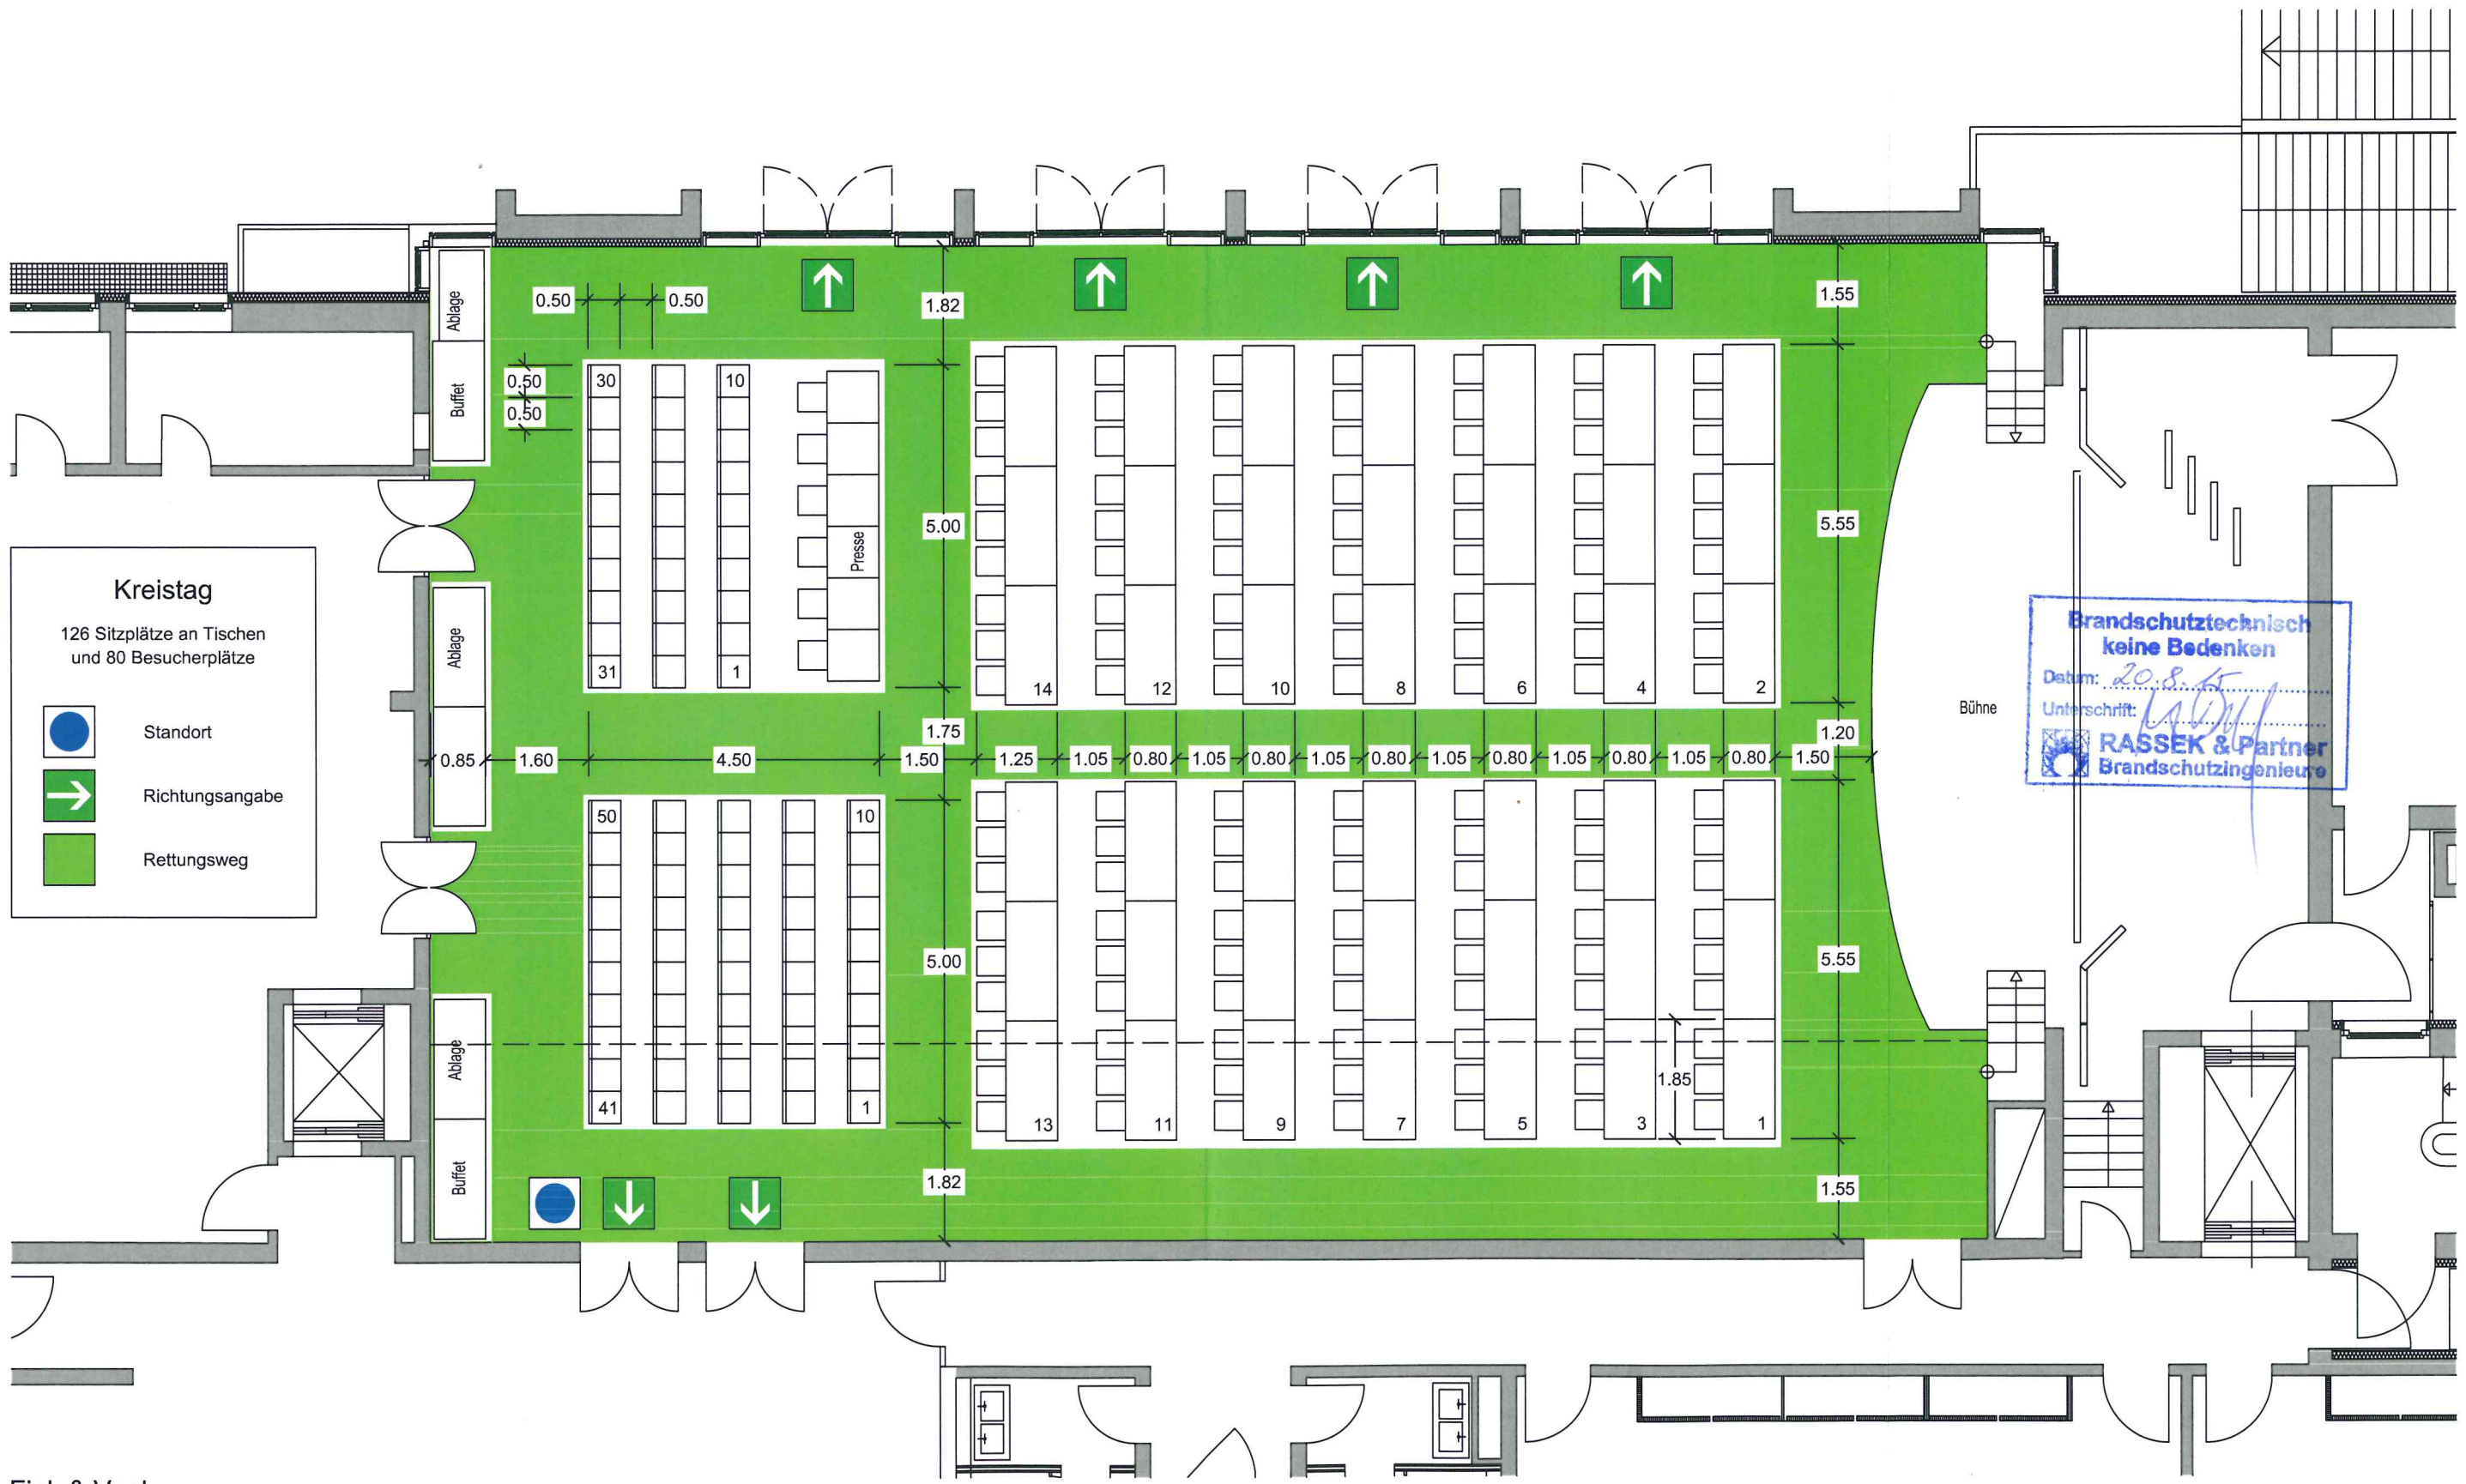 Ablage
Buffet
0.50
0.50
1.82
1.55
0.50
0.50
30
10
31
1
Presse
5.00
5.55
14
12
10
8
6
4
2
Kreistag
126 Sitzplätze an Tischen
und 80 Besucherplätze
Standort
Richtungsangabe
Rettungsweg
Ablage
1.75
1.20
0.85
1.60
4.50
1.50
1.25
1.05
0.80
1.05
0.80
1.05
0.80
1.05
0.80
1.05
0.80
1.05
0.80
1.50
Bühne
Brandschutztechnisch
keine Bedenken
Datum: 20.8.15
Unterschrift:
RASSEK & Partner
Brandschutzingenieure
50
10
41
1
5.00
5.55
1.85
13
11
9
7
5
3
1
Ablage
Buffet
1.82
1.55